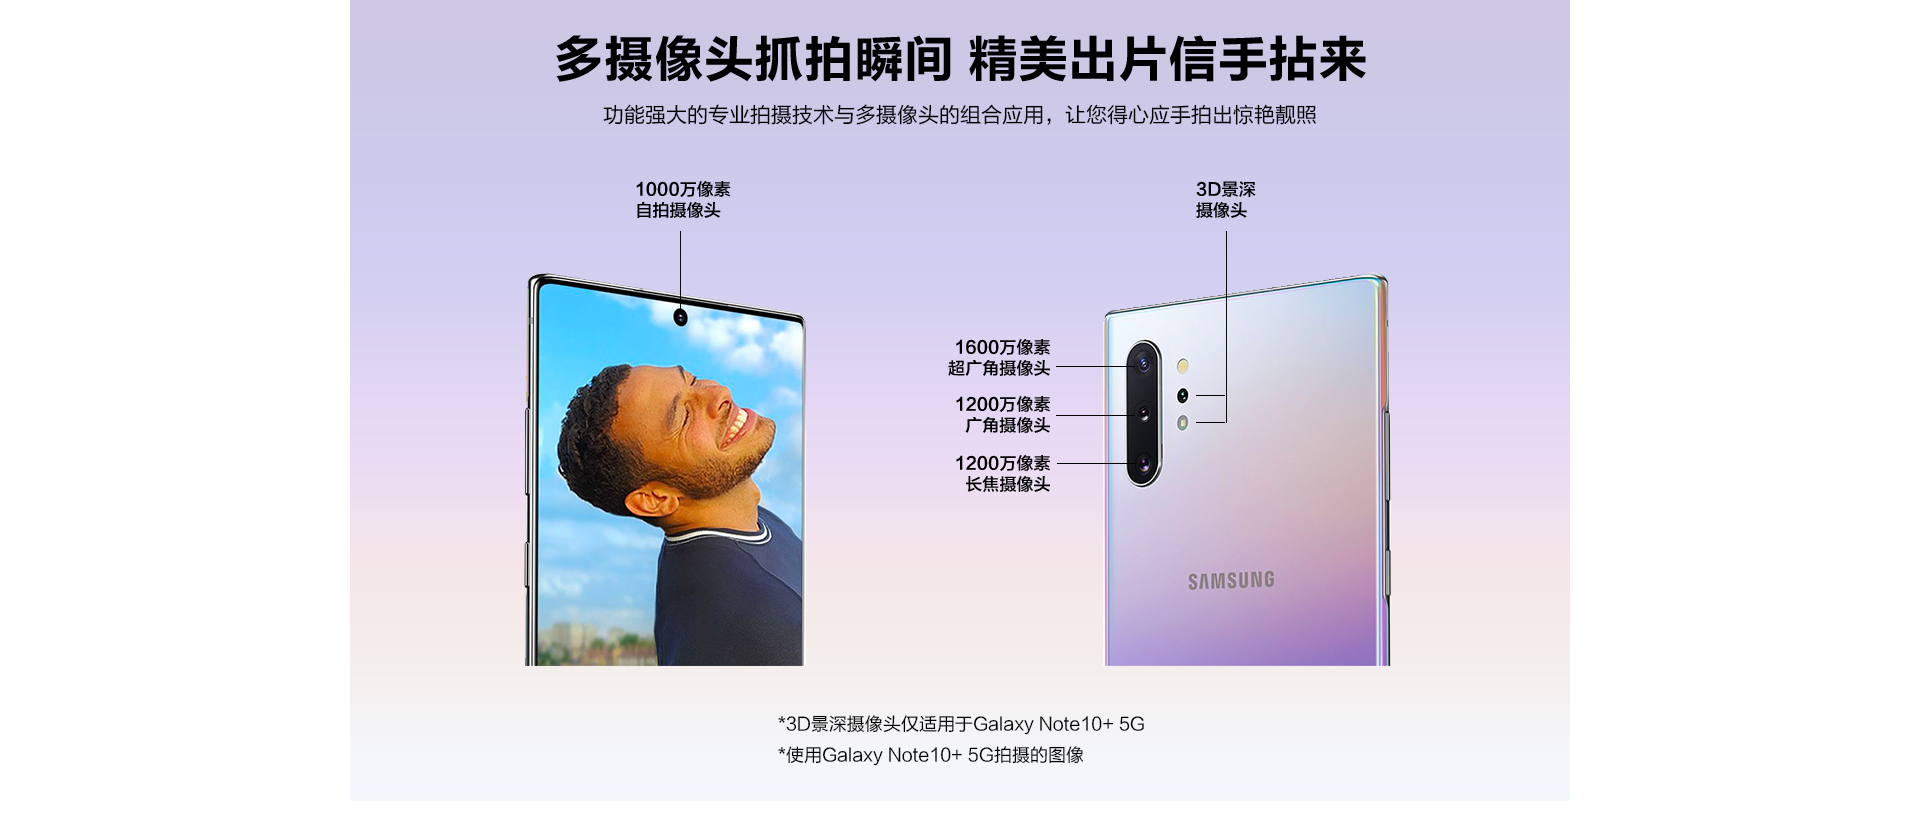 多摄像头抓拍瞬间 精美出片信手拈来
功能强大的专业拍摄技术与多摄像头的组合应用，让您得心应手拍出惊艳靓照
1000万像素
自拍摄像头
3D景深
摄像头
1600万像素
超广角摄像头
1200万像素
广角摄像头
1200万像素
长焦摄像头
SAMSUNG
*3D景深摄像头仅适用于Galaxy Note10+ 5G
*使用Galaxy Note10+ 5G拍摄的图像